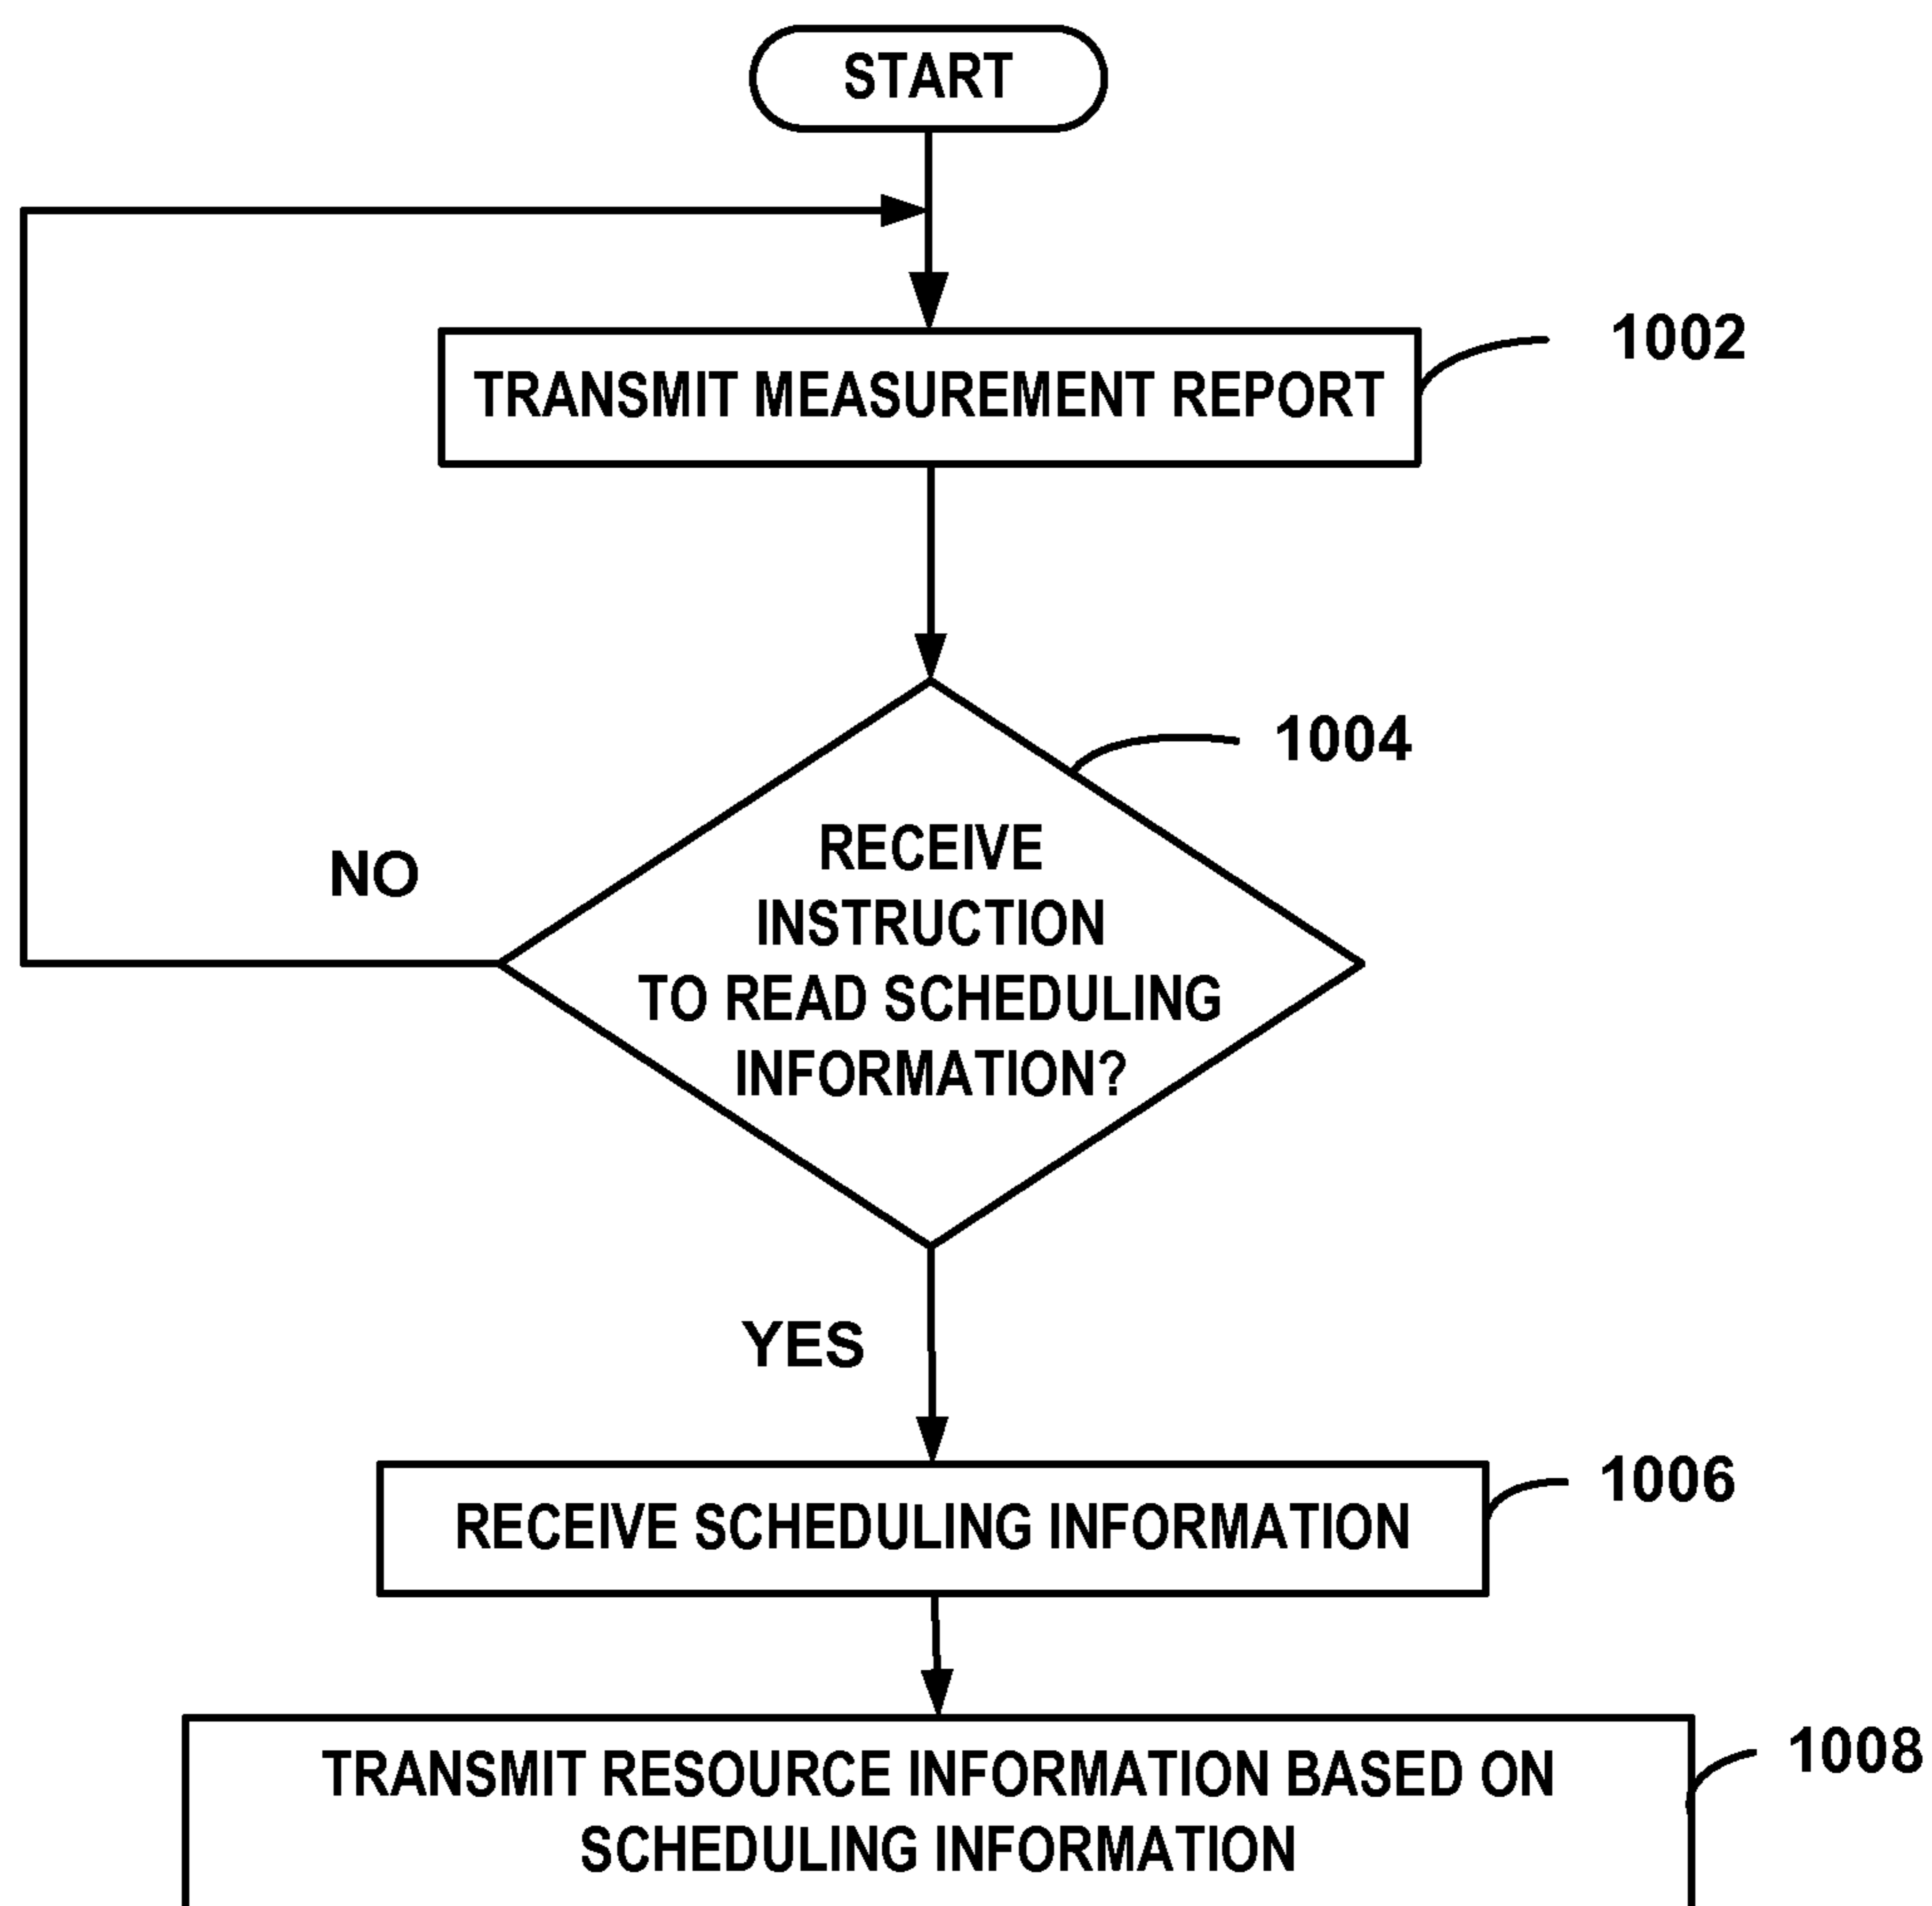 START
1002
TRANSMIT MEASUREMENT REPORT
1004
RECEIVE
INSTRUCTION
TO READ SCHEDULING
INFORMATION?
NO
YES
1006
RECEIVE SCHEDULING INFORMATION
1008
TRANSMIT RESOURCE INFORMATION BASED ON
SCHEDULING INFORMATION